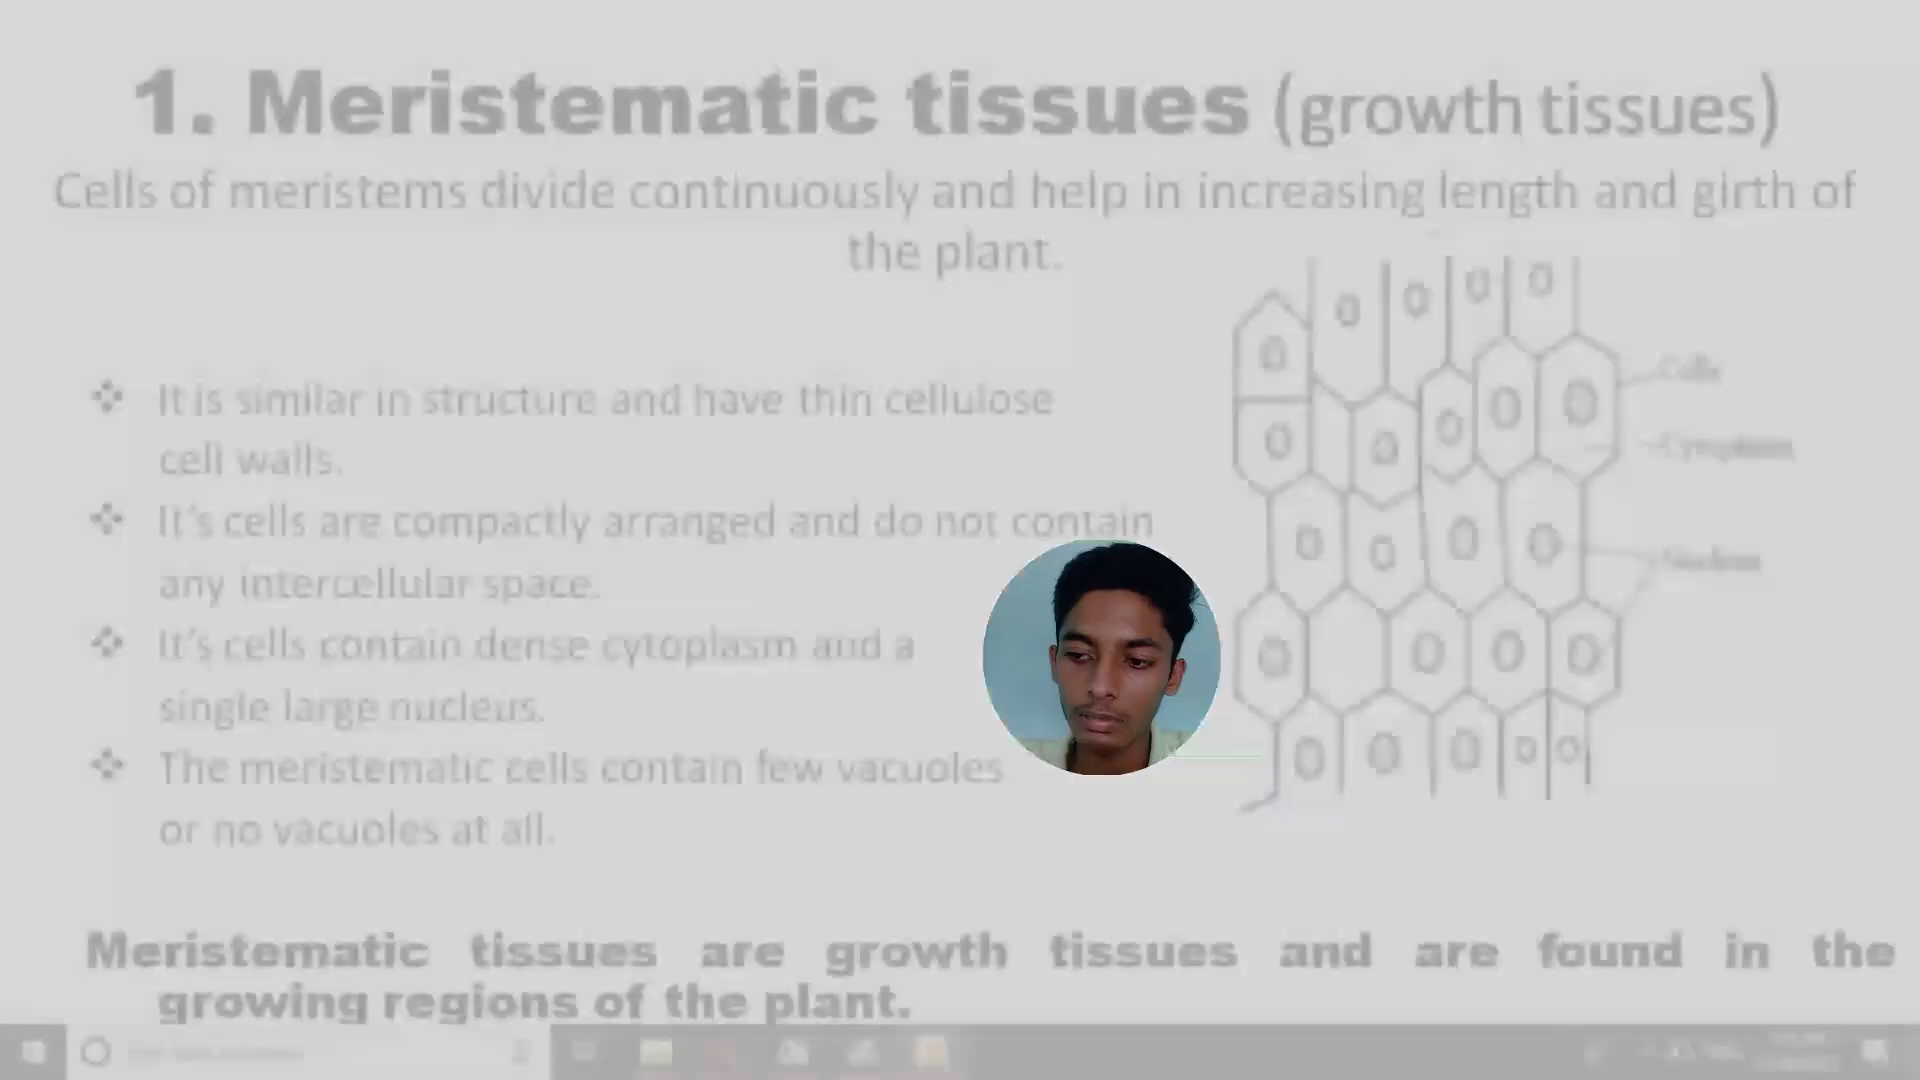 1. Meristematic tissues (growth tissues)
Cells of meristems divide continuously and help in increasing length and girth of
the plant.
It is similar in structure and have thin cellulose
cell walls.
It's cells are compactly arranged and do not contain
any intercellular space.
It's cells contain dense cytoplasm and a
single large nucleus.
The meristematic cells contain few vacuoles
or no vacuoles at all.
Cells
Cytoplasm
Nucleus
Meristematic tissues are growth tissues and are found in the
growing regions of the plant.